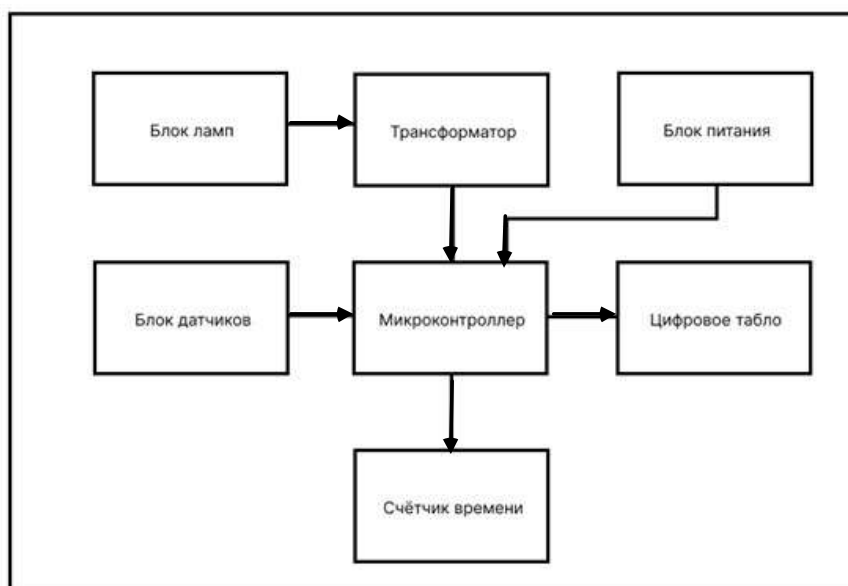 Блок ламп
Трансформатор
Блок питания
Блок датчиков
Микроконтроллер
Цифровое табло
Счётчик времени